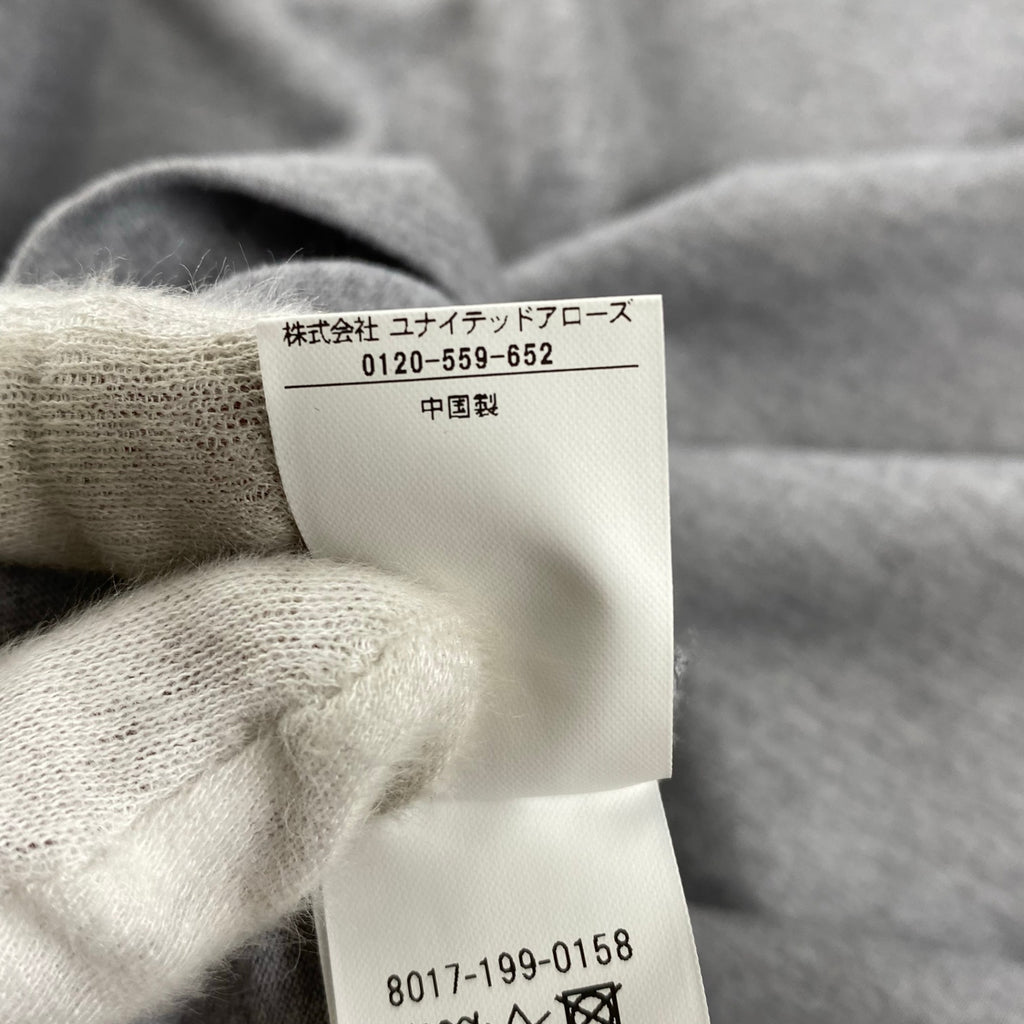 株式会社 ユナイテッドアローズ
0120-559-652
中国製
8017-199-0158